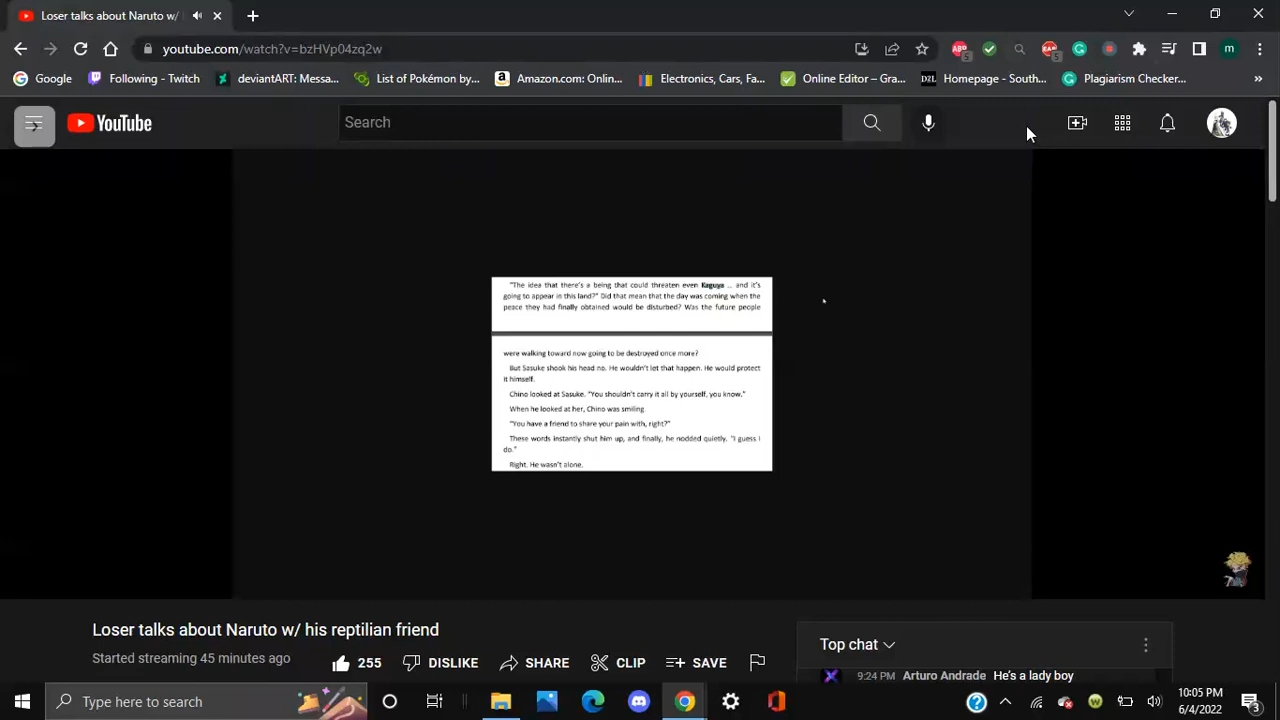 Loser talks about Naruto w/
youtube.com/watch?v=bzHVp04zq2w
m
Google
Following - Twitch
deviantART: Messa...
List of Pokémon by...
Amazon.com: Onlin...
Electronics, Cars, Fa...
Online Editor – Gra...
Homepage - South...
Plagiarism Checker...
»
YouTube
Search
"The idea that there's a being that could threaten even Kaguya ... and it's
going to appear in this land?" Did that mean that the day was coming when the
peace they had finally obtained would be disturbed? Was the future people
were walking toward now going to be destroyed once more?
But Sasuke shook his head no. He wouldn't let that happen. He would protect
it himself.
Chino looked at Sasuke. "You shouldn't carry it all by yourself, you know."
When he looked at her, Chino was smiling
"You have a friend to share your pain with, right?"
These words instantly shut him up, and finally, he nodded quietly. "I guess I
do."
Right. He wasn't alone.
Loser talks about Naruto w/ his reptilian friend
Started streaming 45 minutes ago
255
DISLIKE
SHARE
CLIP
SAVE
Top chat
9:24 PM Arturo Andrade He's a lady boy
Type here to search
10:05 PM
6/4/2022